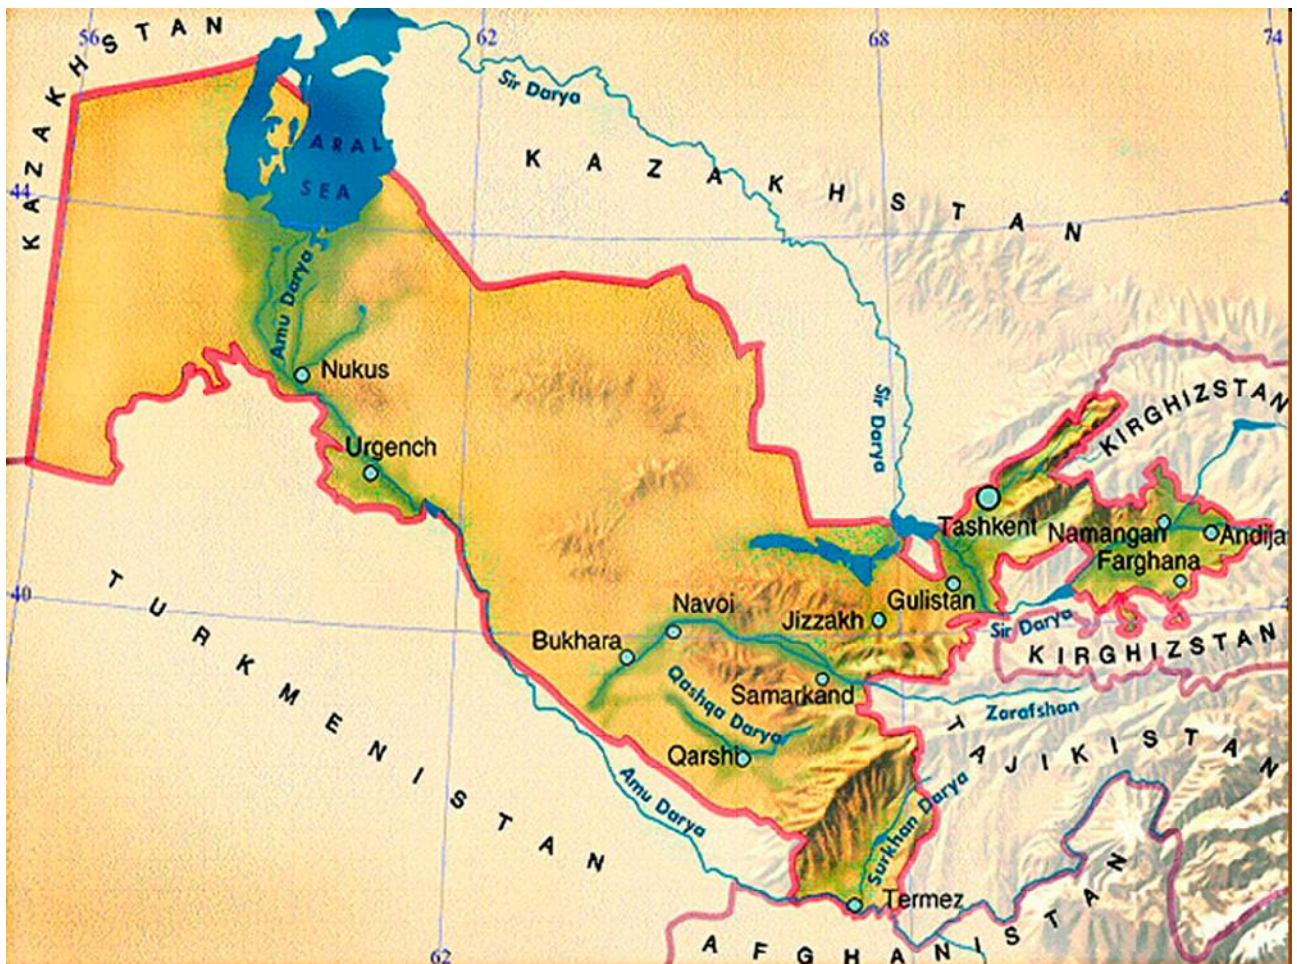 56
62
68
74
KAZAKHSTAN
Sir Darya
ARAL
SEA
KAZAKHSTAN
44
4
Amu Darya
Nukus
Sir Darya
KIRGHIZSTAN
Urgench
Tashkent
Namangan
Andija
Farghana
40
TURKMENISTAN
Navoi
Jizzakh
Gulistan
Sir Darya
Bukhara
KIRGHIZSTAN
Qashqa Darya
Samarkand
Zarafshan
TAJIKISTAN
Qarshi
Amu Darya
Surkhan Darya
Termez
AFGHANISTAN
62